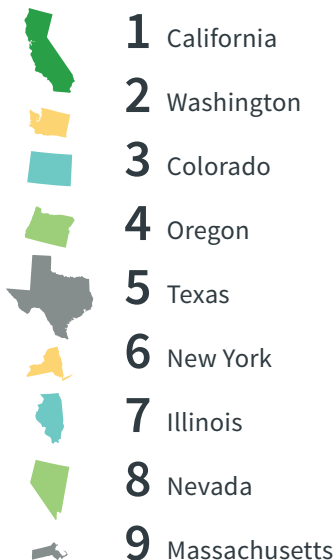 1 California
2 Washington
3 Colorado
4 Oregon
5 Texas
6 New York
7 Illinois
8 Nevada
9 Massachusetts